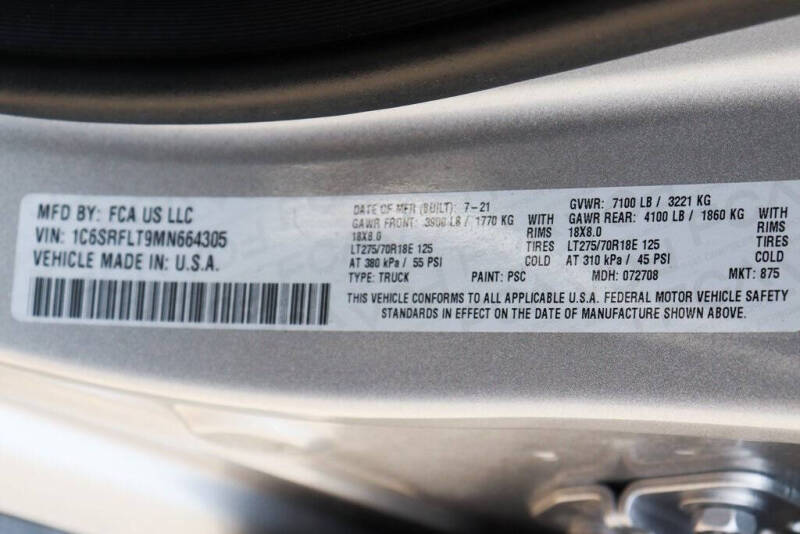 MFD BY: FCA US LLC
VIN: 1C6SRFLT9MN664305
VEHICLE MADE IN U.S.A.
DATE OF MFR (BUILT): 7-21
GAWR FRONT: 3900 LB / 1770 KG WITH
18X8.0 RIMS
LT275/70R18E 125 TIRES
AT 380 kPa / 55 PSI COLD
TYPE: TRUCK PAINT: PSC
GVWR: 7100 LB / 3221 KG
GAWR REAR: 4100 LB / 1860 KG WITH
18X8.0 RIMS
LT275/70R18E 125 TIRES
AT 310 kPa / 45 PSI COLD
MDH: 072708 MKT: 875
THIS VEHICLE CONFORMS TO ALL APPLICABLE U.S.A. FEDERAL MOTOR VEHICLE SAFETY
STANDARDS IN EFFECT ON THE DATE OF MANUFACTURE SHOWN ABOVE.